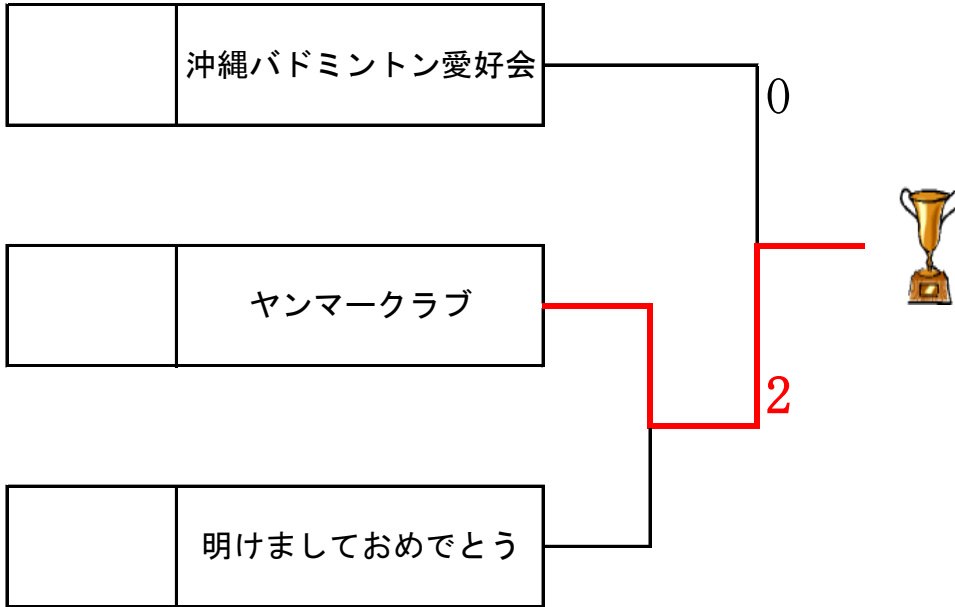 沖縄バドミントン愛好会
0
ヤンマークラブ
2
明けましておめでとう